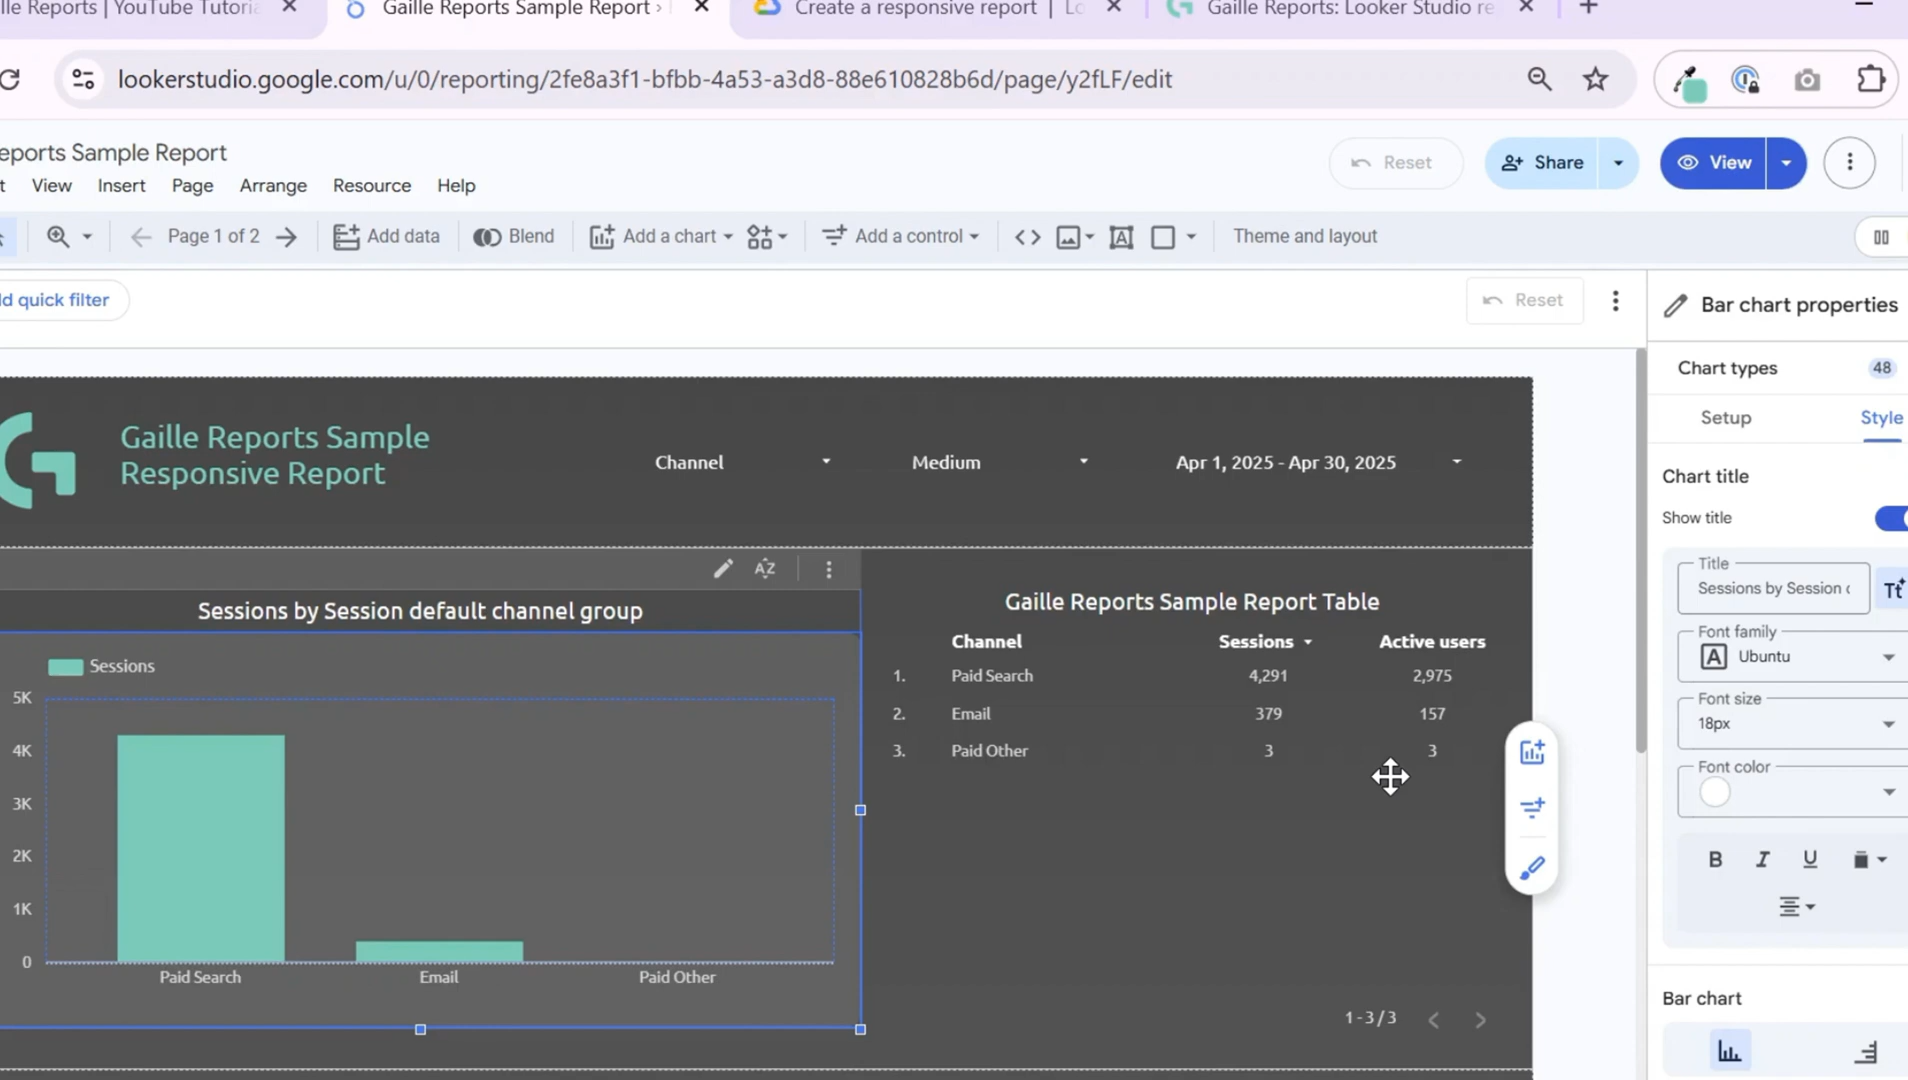 lle Reports | YouTube Tutoria
Gaille Reports Sample Report ›
Create a responsive report | Lo
Gaille Reports: Looker Studio re
lookerstudio.google.com/u/0/reporting/2fe8a3f1-bfbb-4a53-a3d8-88e610828b6d/page/y2fLF/edit
eports Sample Report
Reset
Share
View
t View Insert Page Arrange Resource Help
Page 1 of 2
Add data
Blend
Add a chart
Add a control
Theme and layout
ld quick filter
Reset
Bar chart properties
Chart types
48
Setup
Style
Gaille Reports Sample
Responsive Report
Channel
Medium
Apr 1, 2025 - Apr 30, 2025
Chart title
Show title
Sessions by Session default channel group
Sessions
5K
4K
3K
2K
1K
0
Paid Search
Email
Paid Other
Gaille Reports Sample Report Table
Channel Sessions Active users
1. Paid Search 4,291 2,975
2. Email 379 157
3. Paid Other 3 3
1-3/3
Title
Sessions by Session c
Tt
Font family
A Ubuntu
Font size
18px
Font color
B I U
Bar chart